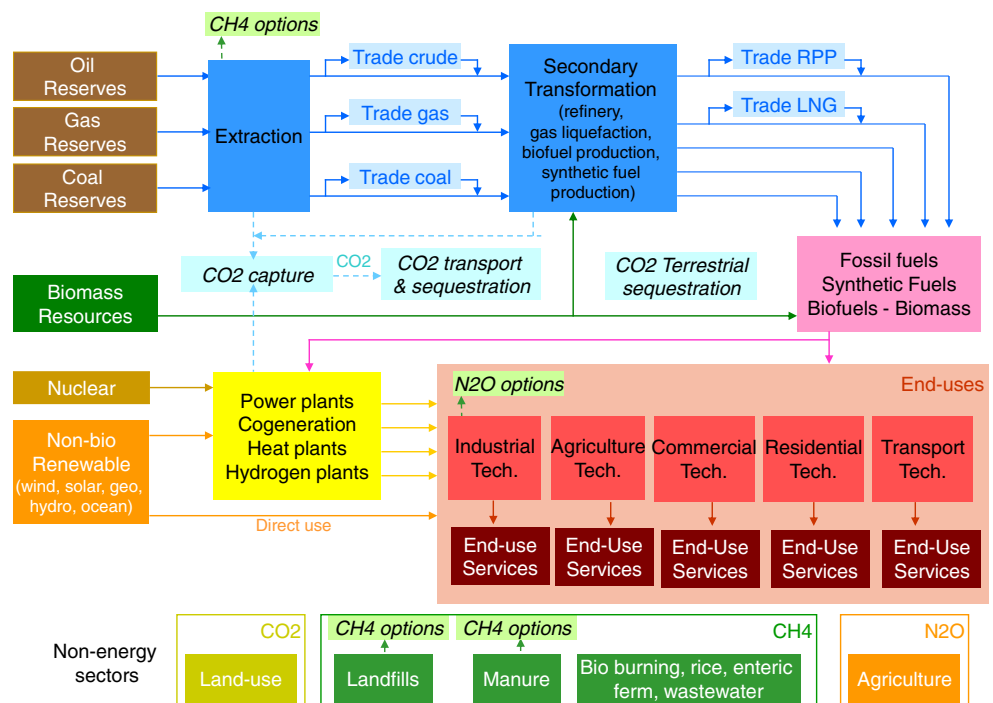 CH4 options
Oil
Reserves
Gas
Reserves
Coal
Reserves
Extraction
Trade crude
Trade gas
Trade coal
Secondary
Transformation
(refinery,
gas liquefaction,
biofuel production,
synthetic fuel
production)
Trade RPP
Trade LNG
CO2 capture
CO2
CO2 transport
& sequestration
CO2 Terrestrial
sequestration
Fossil fuels
Synthetic Fuels
Biofuels - Biomass
Biomass
Resources
Nuclear
Non-bio
Renewable
(wind, solar, geo,
hydro, ocean)
Direct use
Power plants
Cogeneration
Heat plants
Hydrogen plants
N2O options
End-uses
Industrial
Tech.
Agriculture
Tech.
Commercial
Tech.
Residential
Tech.
Transport
Tech.
End-use
Services
End-Use
Services
End-Use
Services
End-Use
Services
End-Use
Services
Non-energy
sectors
CO2
Land-use
CH4 options
CH4 options
CH4
Landfills
Manure
Bio burning, rice, enteric
ferm, wastewater
N2O
Agriculture